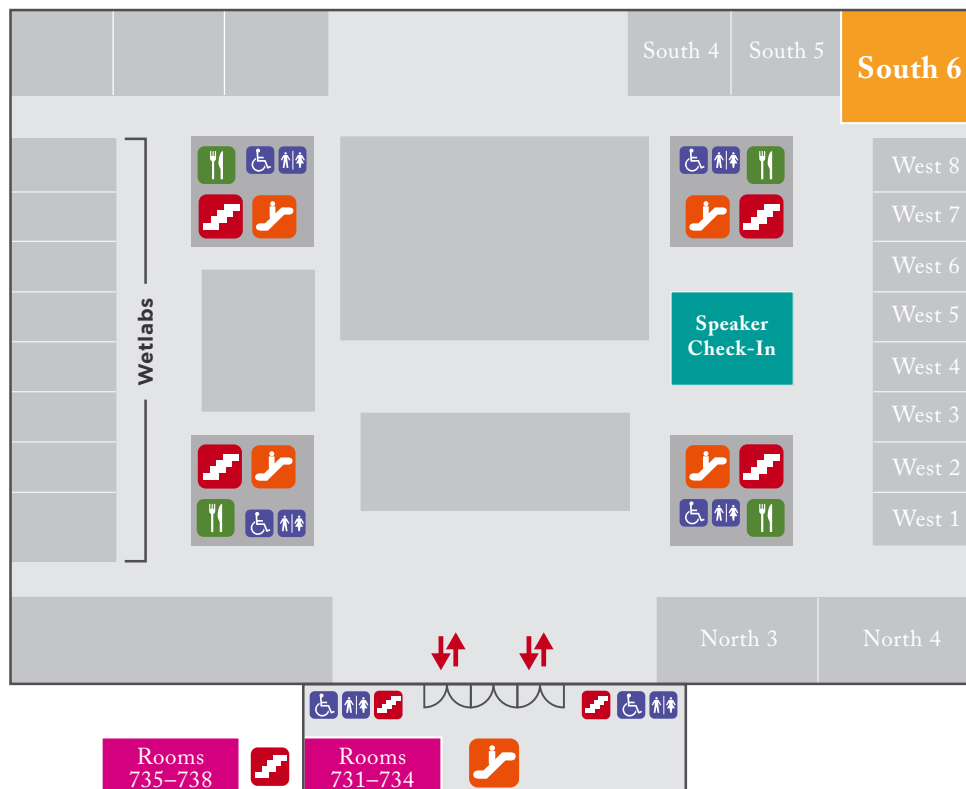 South 4
South 5
South 6
West 8
West 7
West 6
West 5
West 4
West 3
West 2
West 1
Wetlabs
Speaker
Check-In
North 3
North 4
Rooms
735–738
Rooms
731–734